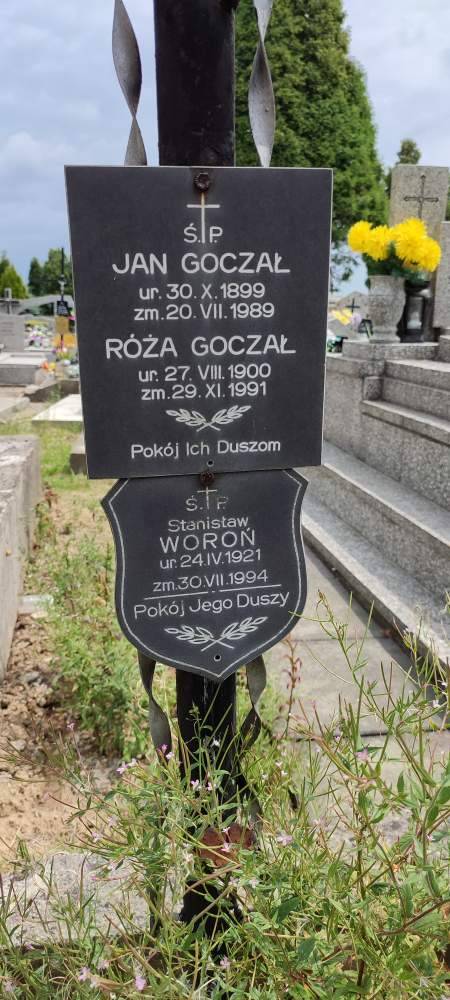 Ś.P.
JAN GOCZAŁ
ur. 30. X. 1899
zm. 20. VII. 1989
RÓŻA GOCZAŁ
ur. 27. VIII. 1900
zm. 29. XI. 1991
Pokój Ich Duszom
Ś.P.
Stanisław
WOROŃ
ur. 24.IV.1921
zm. 30.VII.1994
Pokój Jego Duszy